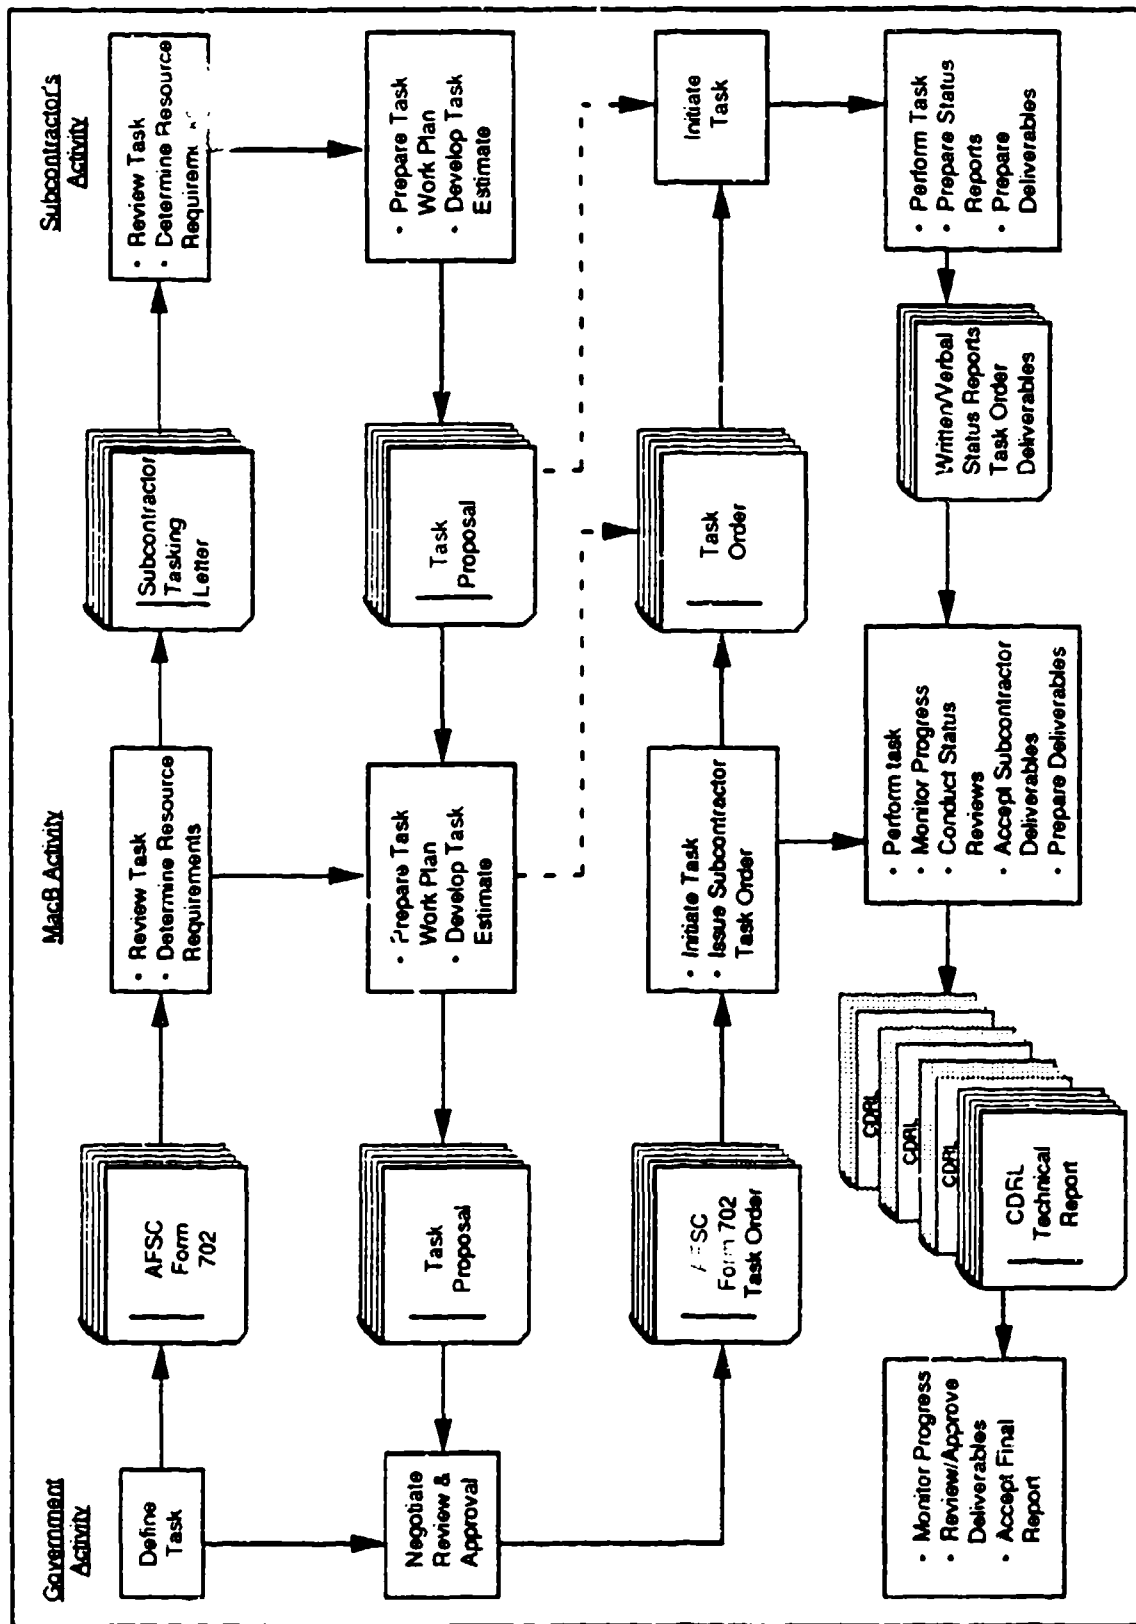 Government
Activity
MacB Activity
Subcontractor's
Activity
Define
Task
AFSC
Form
702
• Review Task
• Determine Resource
Requirements
Subcontractor
Tasking
Letter
• Review Task
• Determine Resource
Negotiate
Review &
Approval
Task
Proposal
• Prepare Task
Work Plan
• Develop Task
Estimate
Task
Proposal
• Prepare Task
Work Plan
• Develop Task
Estimate
AFSC
Form 702
Task Order
• Initiate Task
• Issue Subcontractor
Task Order
Task
Order
Initiate
Task
• Monitor Progress
• Review/Approve
Deliverables
• Accept Final
Report
CDRL
CDRL
CDRL
CDRL
Technical
Report
• Perform task
• Monitor Progress
• Conduct Status
Reviews
• Accept Subcontractor
Deliverables
• Prepare Deliverables
Written/Verbal
Status Reports
Task Order
Deliverables
• Perform Task
• Prepare Status
Reports
• Prepare
Deliverables